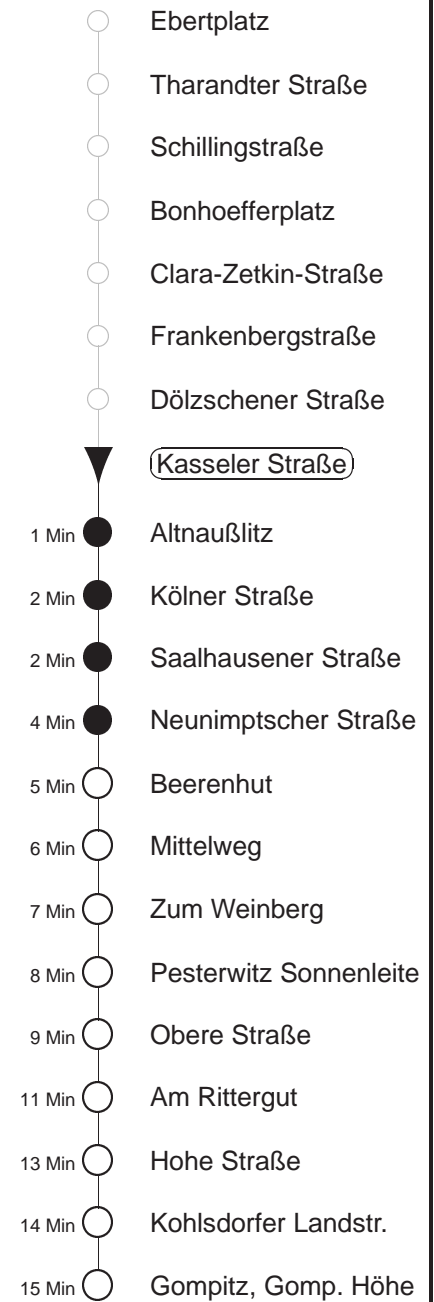 Ebertplatz
Tharandter Straße
Schillingstraße
Bonhoefferplatz
Clara-Zetkin-Straße
Frankenbergstraße
Dölzschener Straße
Kasseler Straße
1 Min Altnaußlitz
2 Min Kölner Straße
2 Min Saalhausener Straße
4 Min Neunimptscher Straße
5 Min Beerenhut
6 Min Mittelweg
7 Min Zum Weinberg
8 Min Pesterwitz Sonnenleite
9 Min Obere Straße
11 Min Am Rittergut
13 Min Hohe Straße
14 Min Kohlsdorfer Landstr.
15 Min Gompitz, Gomp. Höhe